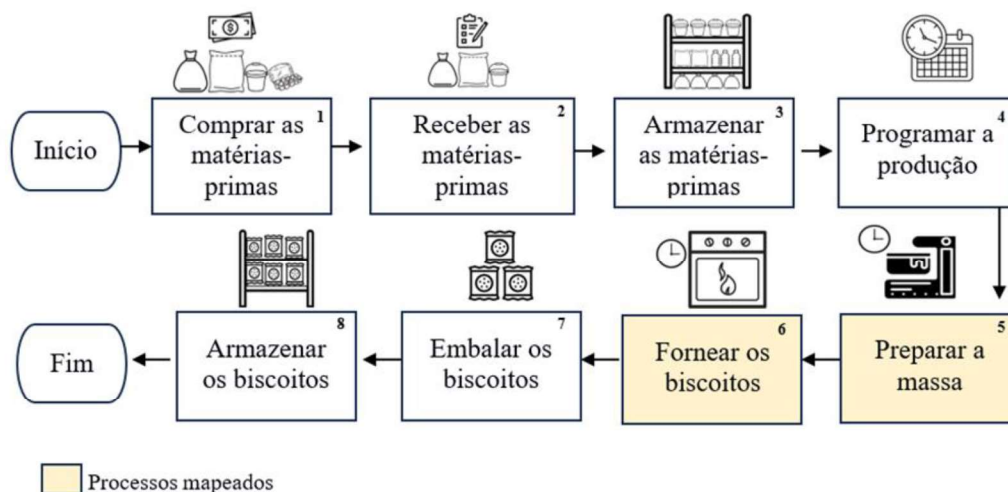 Início
Comprar as
matérias-
primas
1
Receber as
matérias-
primas
2
Armazenar
as matérias-
primas
3
Programar a
produção
4
Preparar a
massa
5
Fornear os
biscoitos
6
Embalar os
biscoitos
7
Armazenar
os biscoitos
8
Fim
Processos mapeados